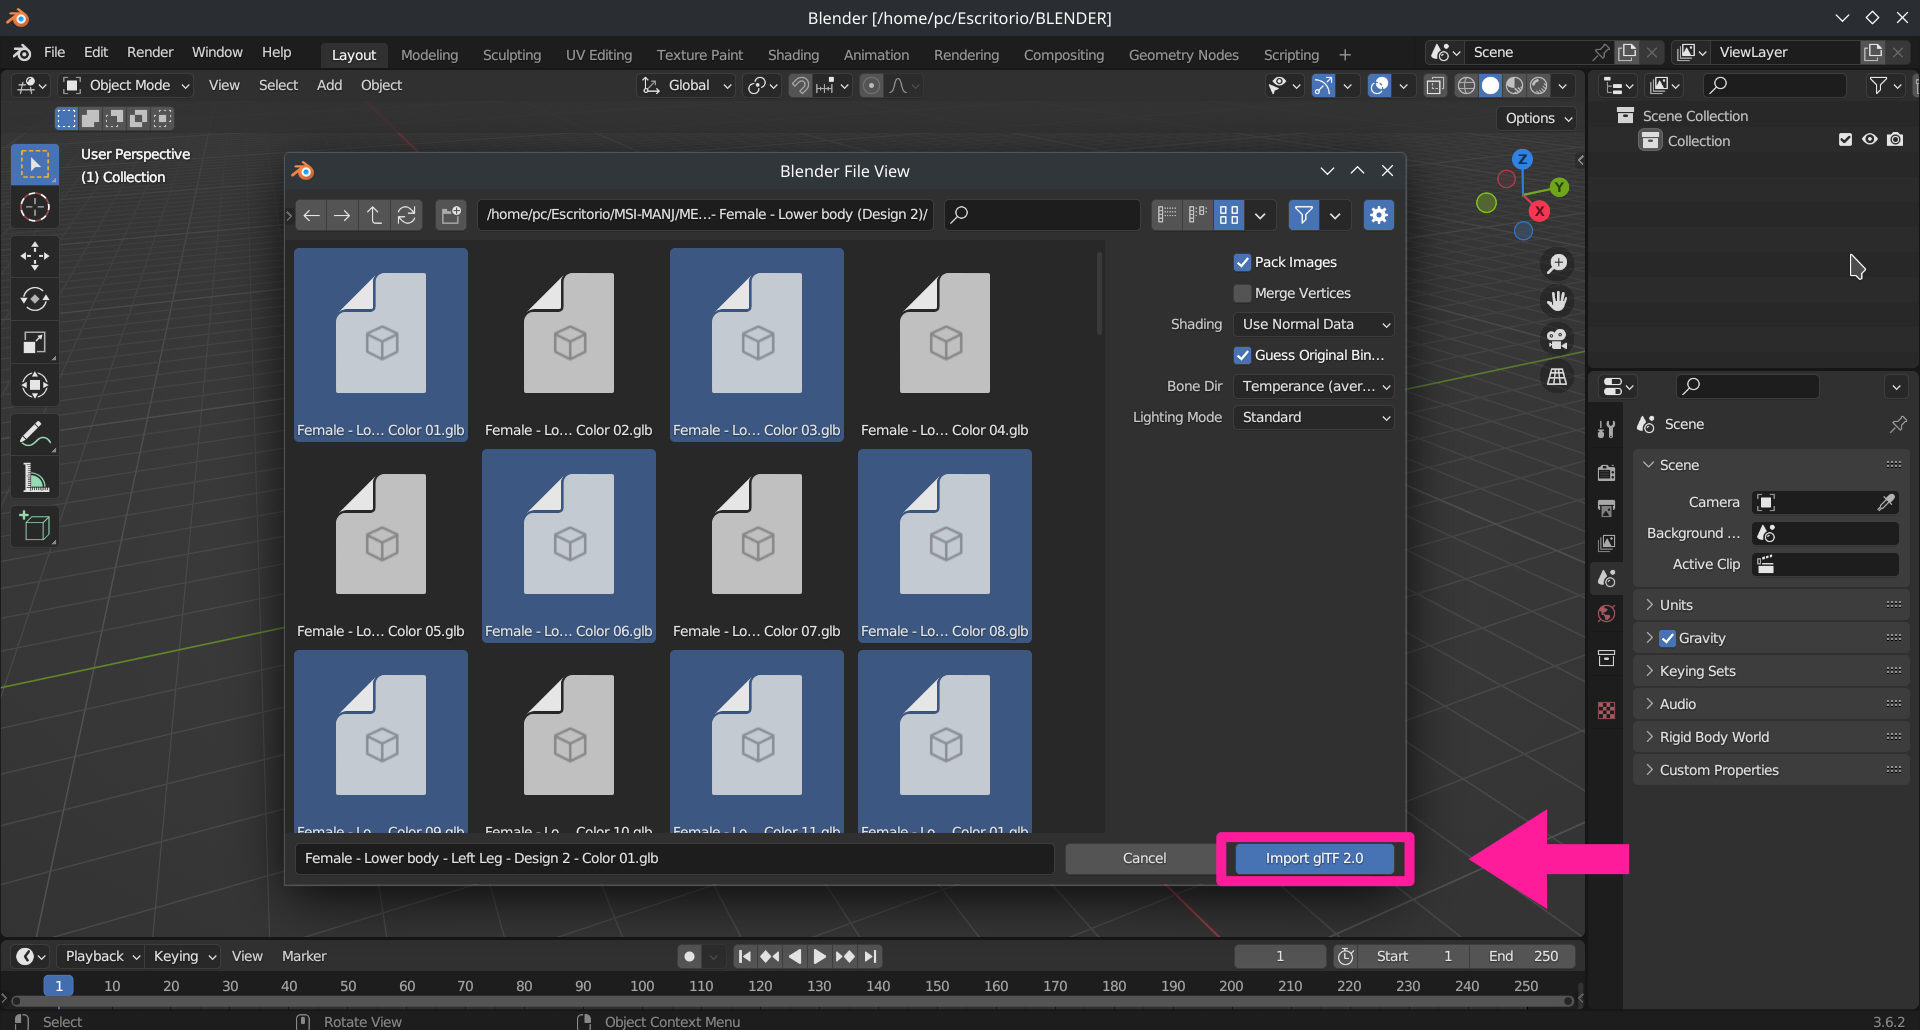 Blender [/home/pc/Escritorio/BLENDER]
File Edit Render Window Help Layout Modeling Sculpting UV Editing Texture Paint Shading Animation Rendering Compositing Geometry Nodes Scripting + Scene ViewLayer
Object Mode View Select Add Object Global
Options
User Perspective
(1) Collection
Z
Y
X
Scene Collection
Collection
Blender File View
/home/pc/Escritorio/MSI-MANJ/ME...- Female - Lower body (Design 2)/
Female - Lo... Color 01.glb Female - Lo... Color 02.glb Female - Lo... Color 03.glb Female - Lo... Color 04.glb
Female - Lo... Color 05.glb Female - Lo... Color 06.glb Female - Lo... Color 07.glb Female - Lo... Color 08.glb
Female - Lo... Color 09.glb Female - Lo... Color 10.glb Female - Lo... Color 11.glb Female - Lo... Color 01.glb
Pack Images
Merge Vertices
Shading Use Normal Data
Guess Original Bin...
Bone Dir Temperance (aver...
Lighting Mode Standard
Female - Lower body - Left Leg - Design 2 - Color 01.glb Cancel Import glTF 2.0
Scene
Scene
Camera
Background ...
Active Clip
Units
Gravity
Keying Sets
Audio
Rigid Body World
Custom Properties
Playback Keying View Marker 1 Start 1 End 250
1 10 20 30 40 50 60 70 80 90 100 110 120 130 140 150 160 170 180 190 200 210 220 230 240 250
Select Rotate View Object Context Menu 3.6.2